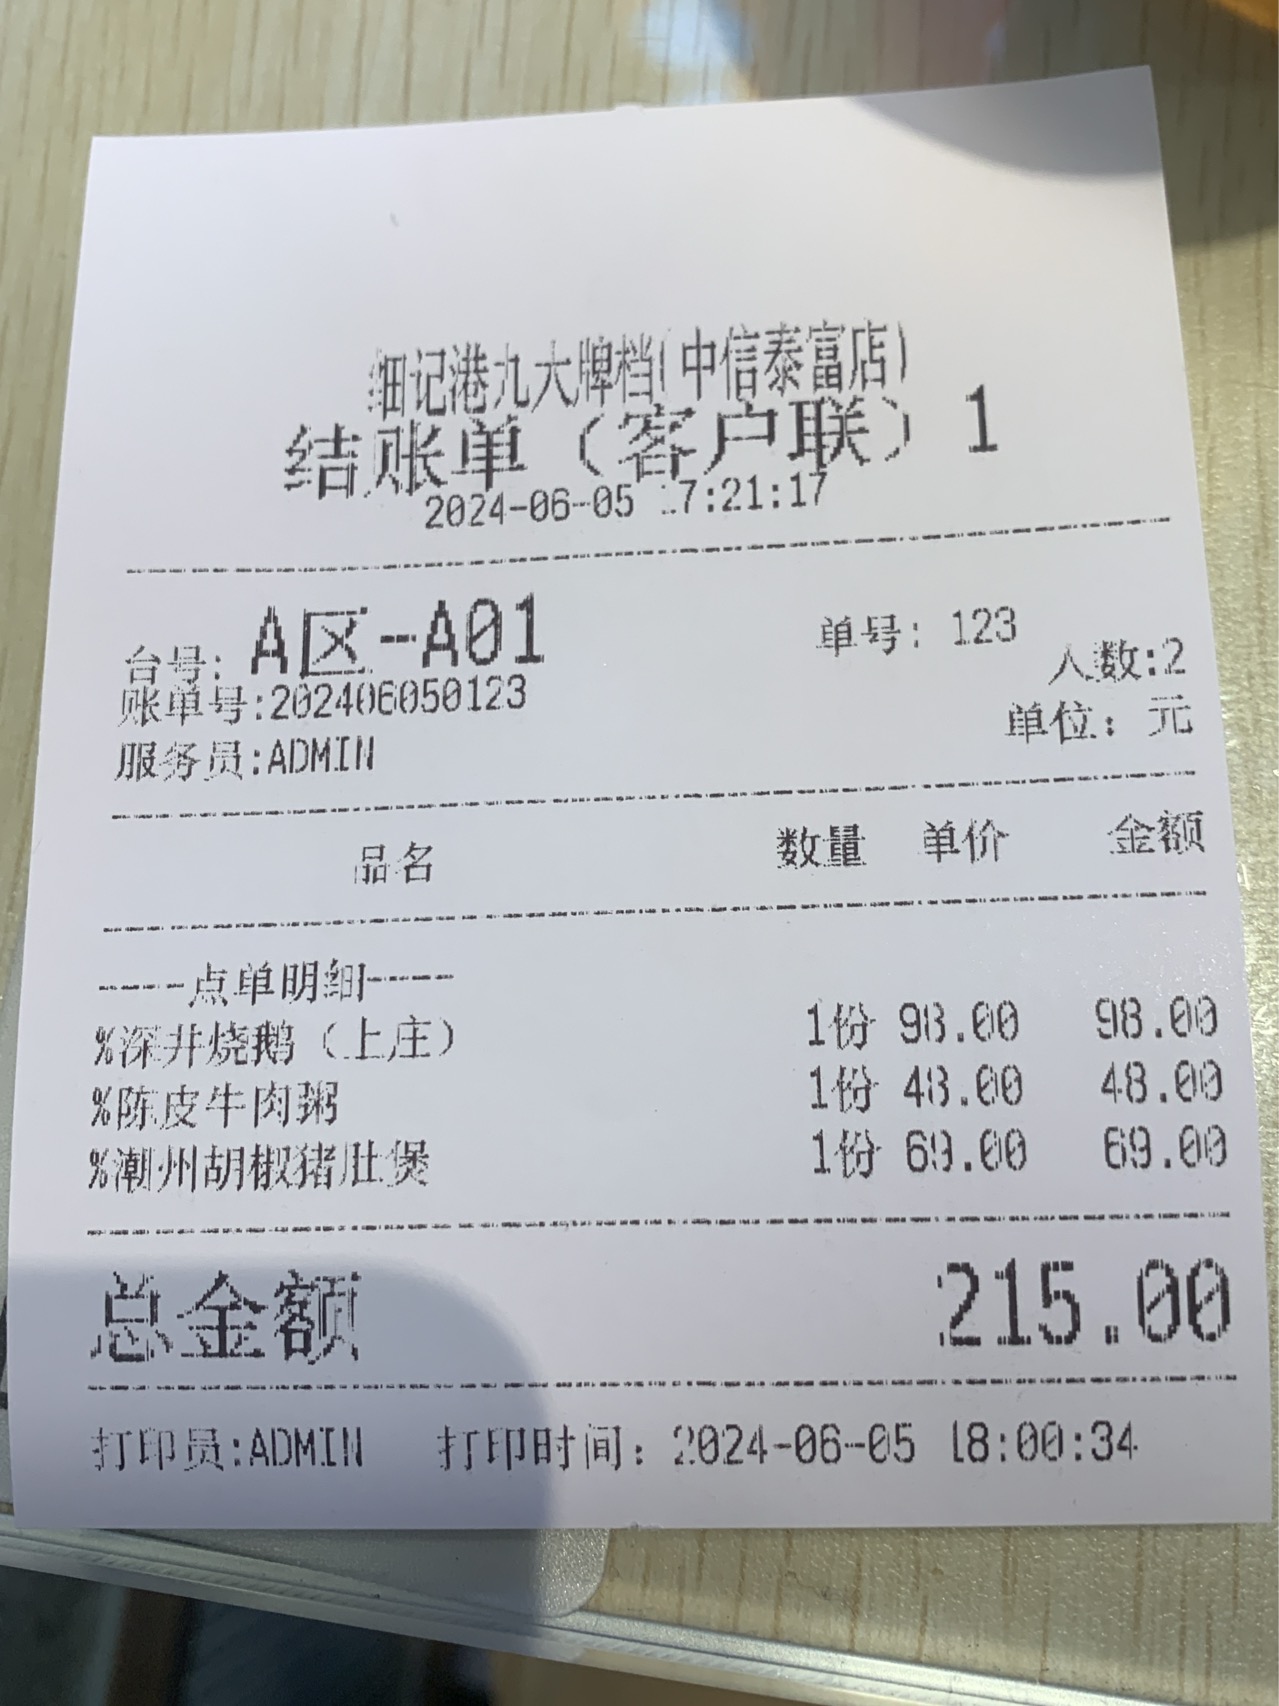 细记港九大牌档(中信泰富店)
结账单（客户联）1
2024-06-05 17:21:17
台号: A区-A01 单号: 123
人数:2
账单号:202406050123
单位: 元
服务员:ADMIN
品名 数量 单价 金额
----点单明细----
%深井烧鹅（上庄） 1份 98.00 98.00
%陈皮牛肉粥 1份 48.00 48.00
%潮州胡椒猪肚煲 1份 69.00 69.00
总金额 215.00
打印员:ADMIN 打印时间: 2024-06-05 18:00:34